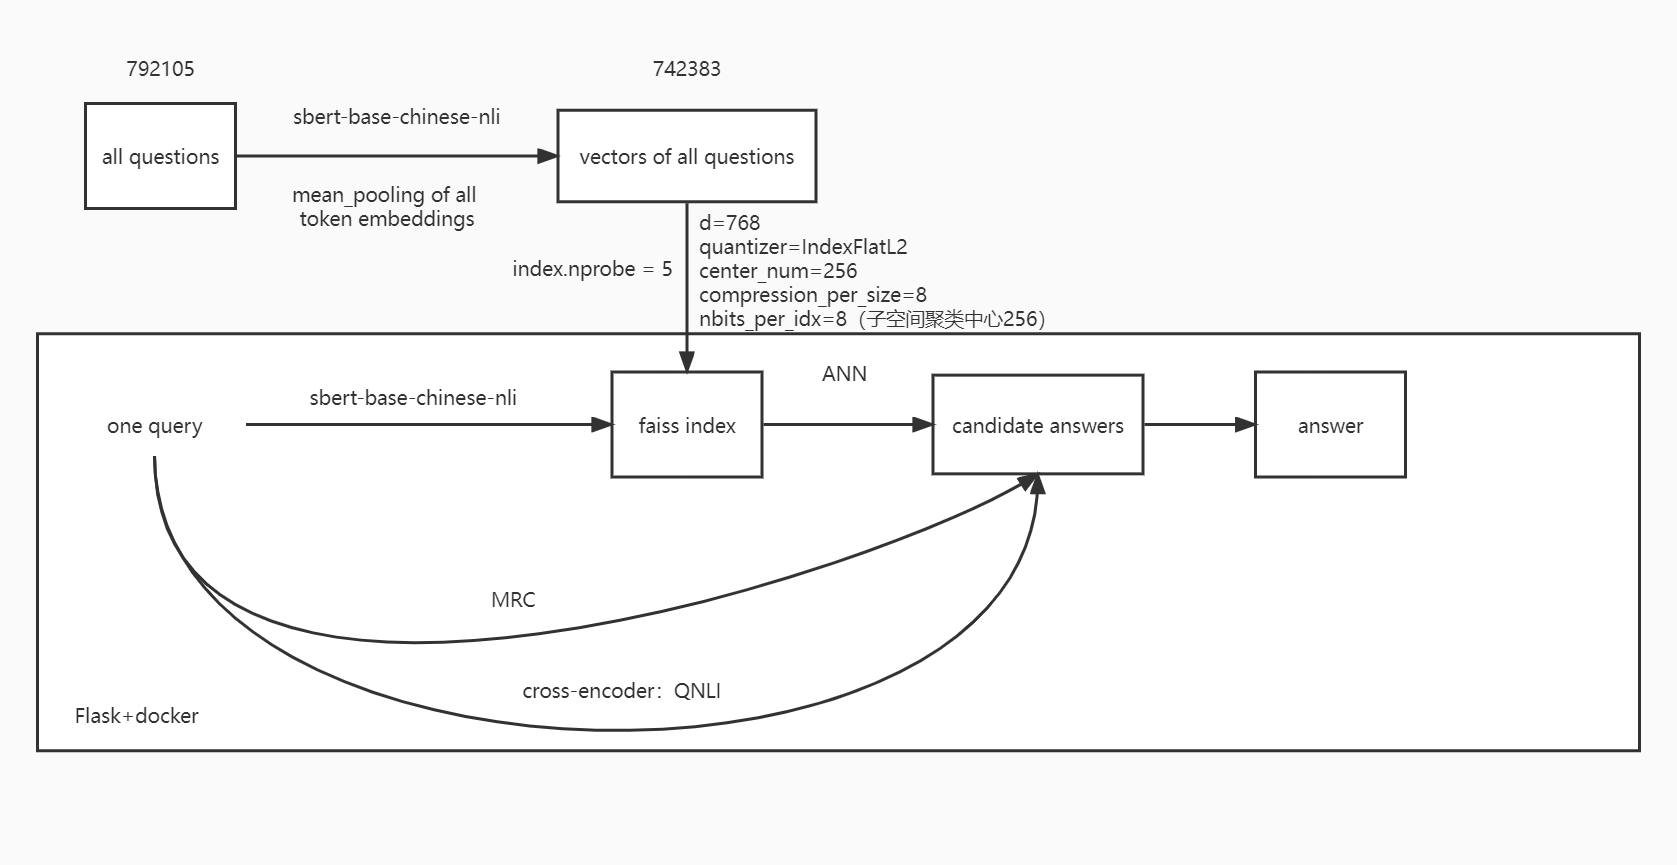 792105
742383
all questions
sbert-base-chinese-nli
mean_pooling of all
token embeddings
vectors of all questions
index.nprobe = 5
d=768
quantizer=IndexFlatL2
center_num=256
compression_per_size=8
nbits_per_idx=8（子空间聚类中心256）
one query
sbert-base-chinese-nli
faiss index
ANN
candidate answers
answer
MRC
cross-encoder：QNLI
Flask+docker